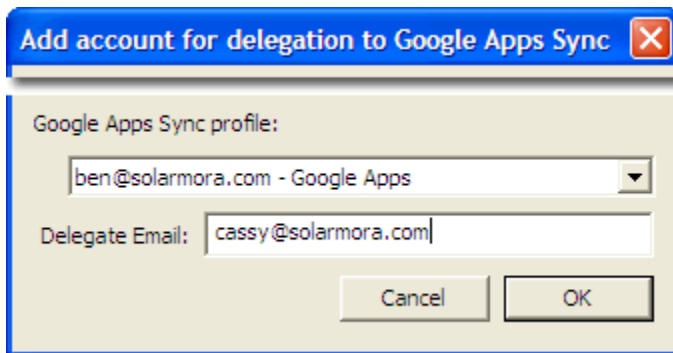 Add account for delegation to Google Apps Sync
Google Apps Sync profile:
ben@solarmora.com - Google Apps
Delegate Email: cassy@solarmora.com
Cancel OK